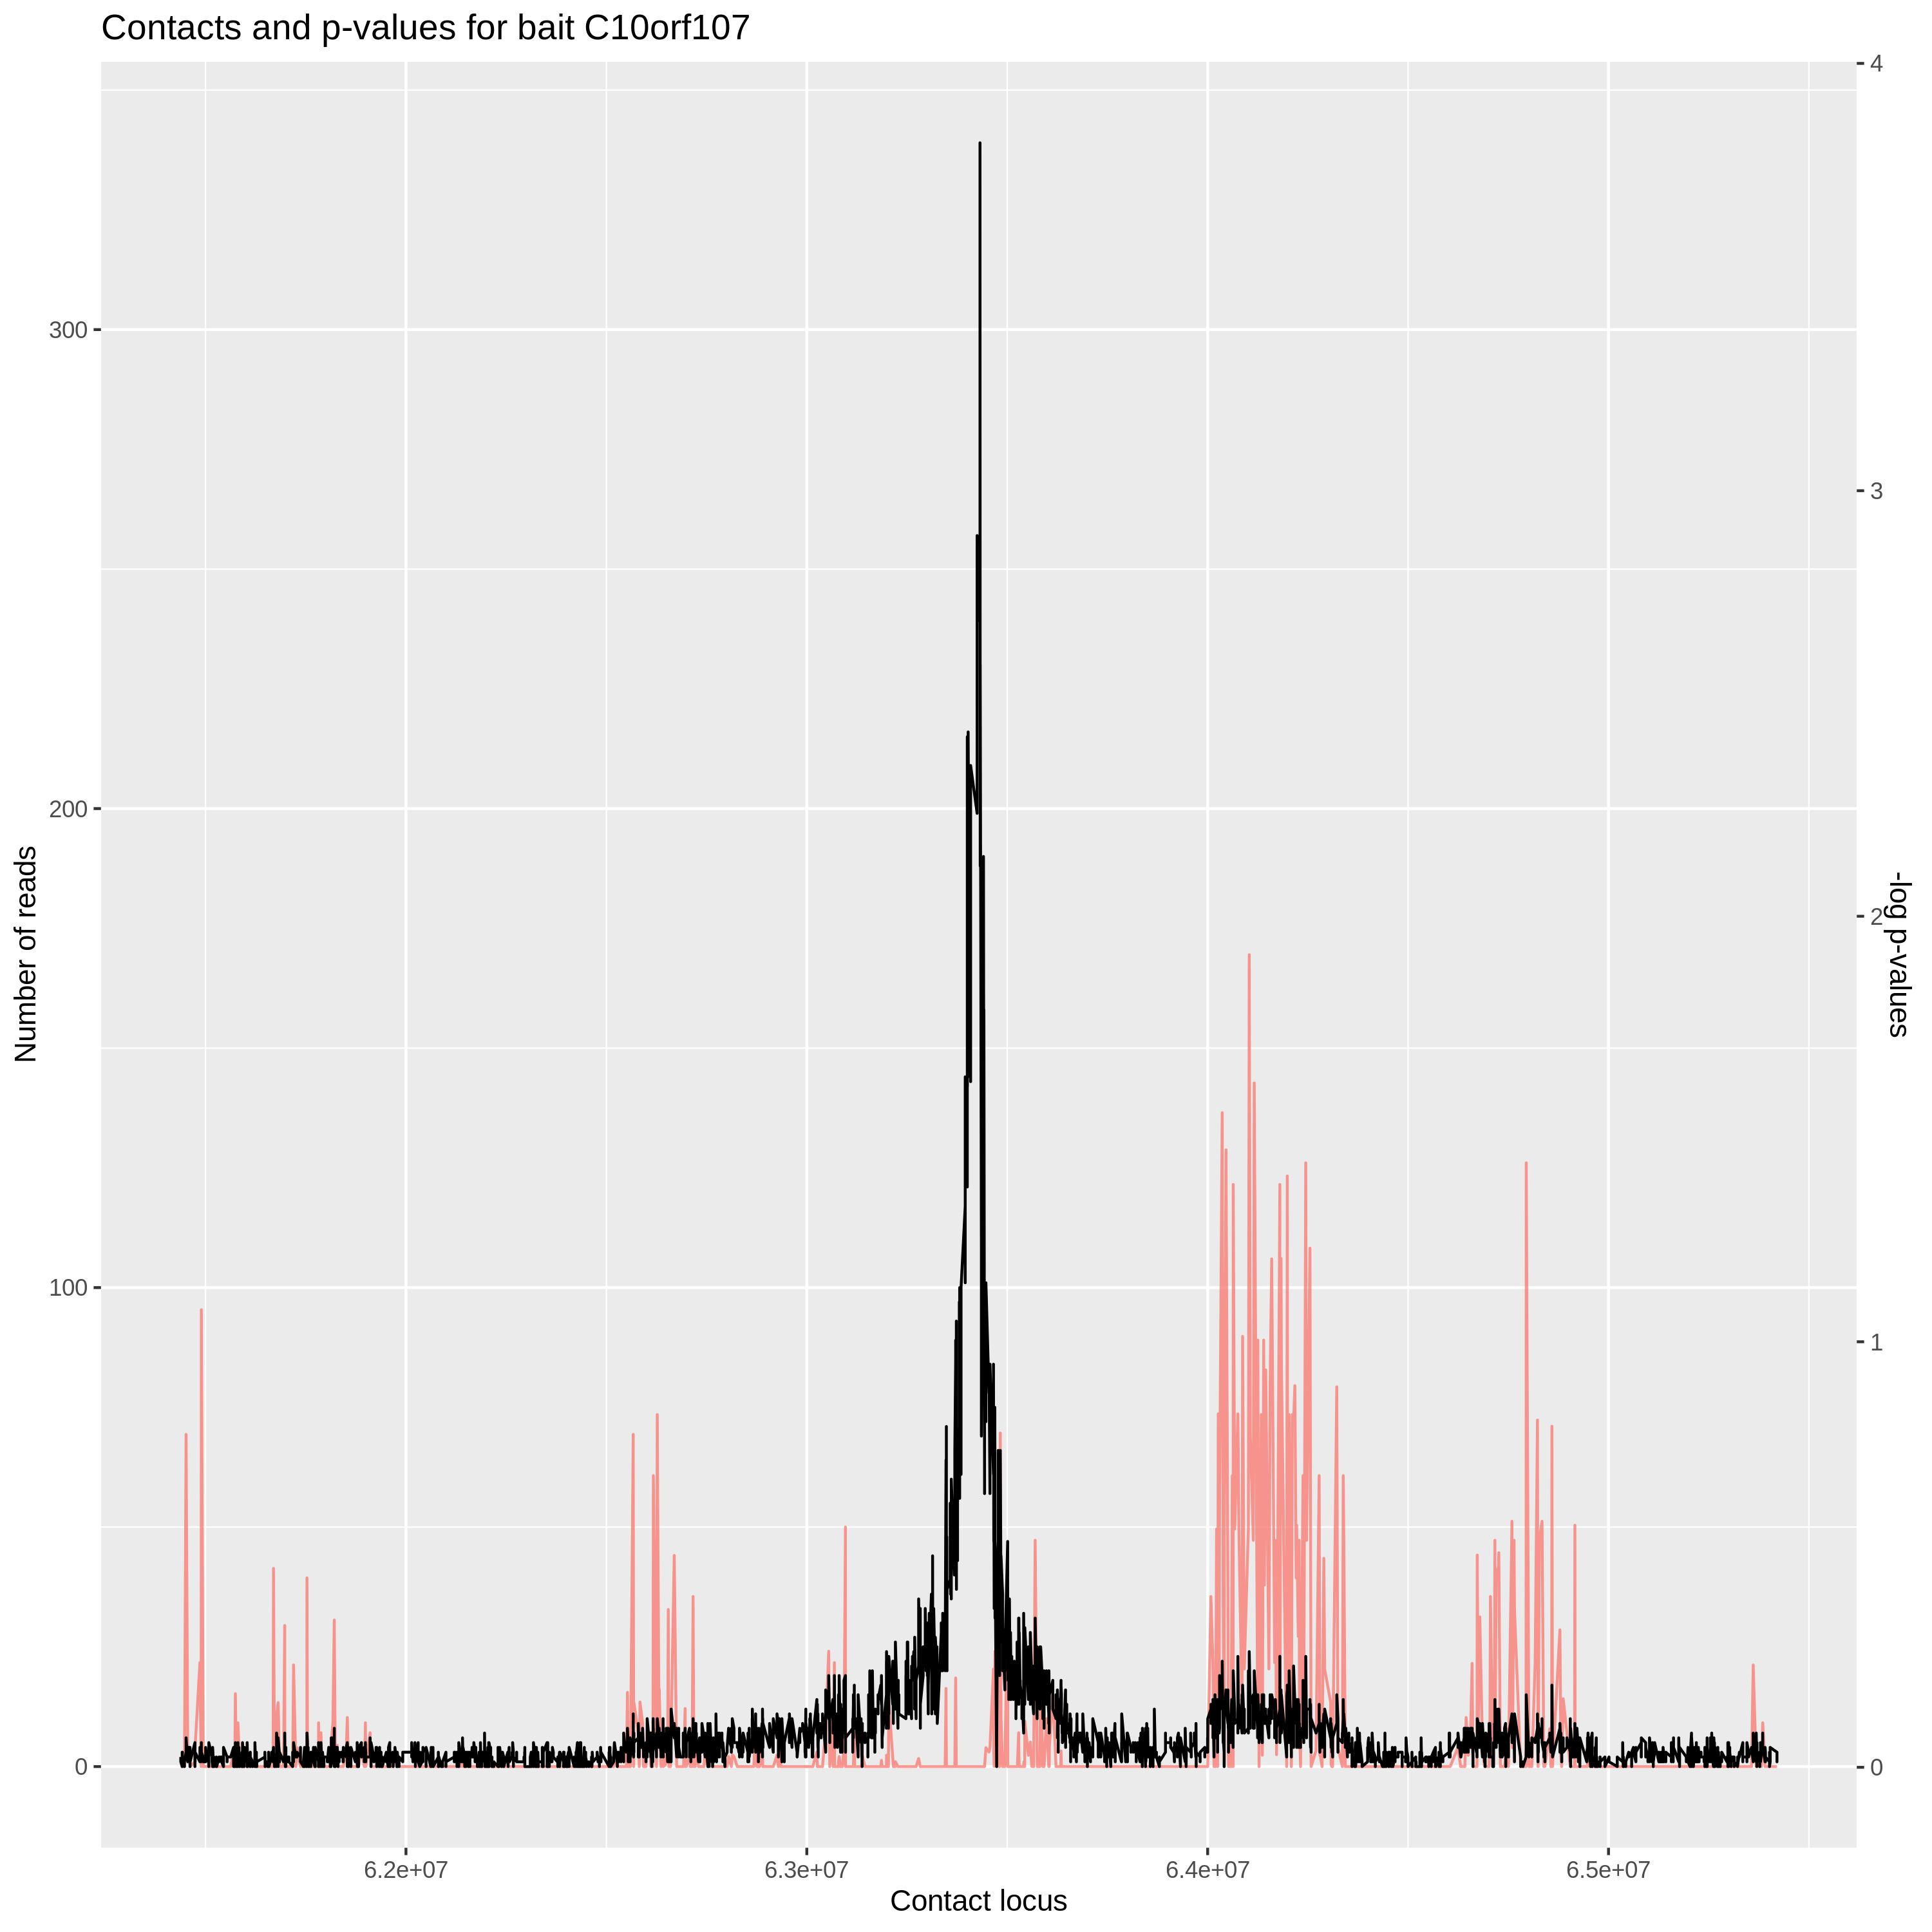 Contacts and p-values for bait C10orf107
4
300
3
200
2
100
1
0
0
Number of reads
-log p-values
6.2e+07
6.3e+07
6.4e+07
6.5e+07
Contact locus